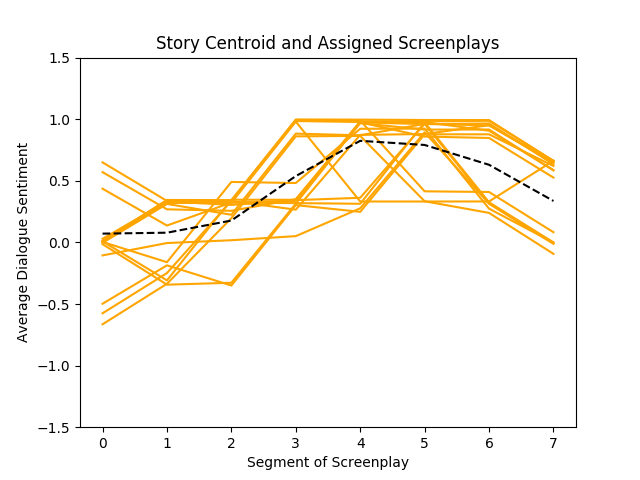 Story Centroid and Assigned Screenplays
Average Dialogue Sentiment
1.5
1.0
0.5
0.0
−0.5
−1.0
−1.5
0 1 2 3 4 5 6 7
Segment of Screenplay